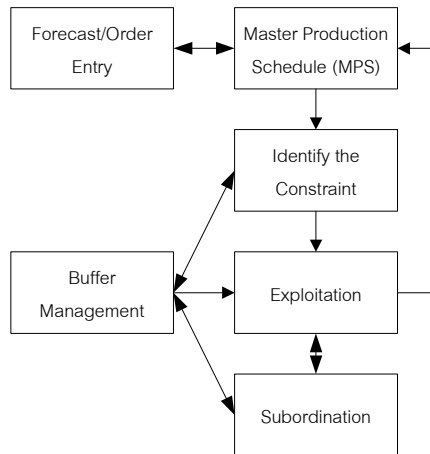 Forecast/Order
Entry
Master Production
Schedule (MPS)
Identify the
Constraint
Buffer
Management
Exploitation
Subordination